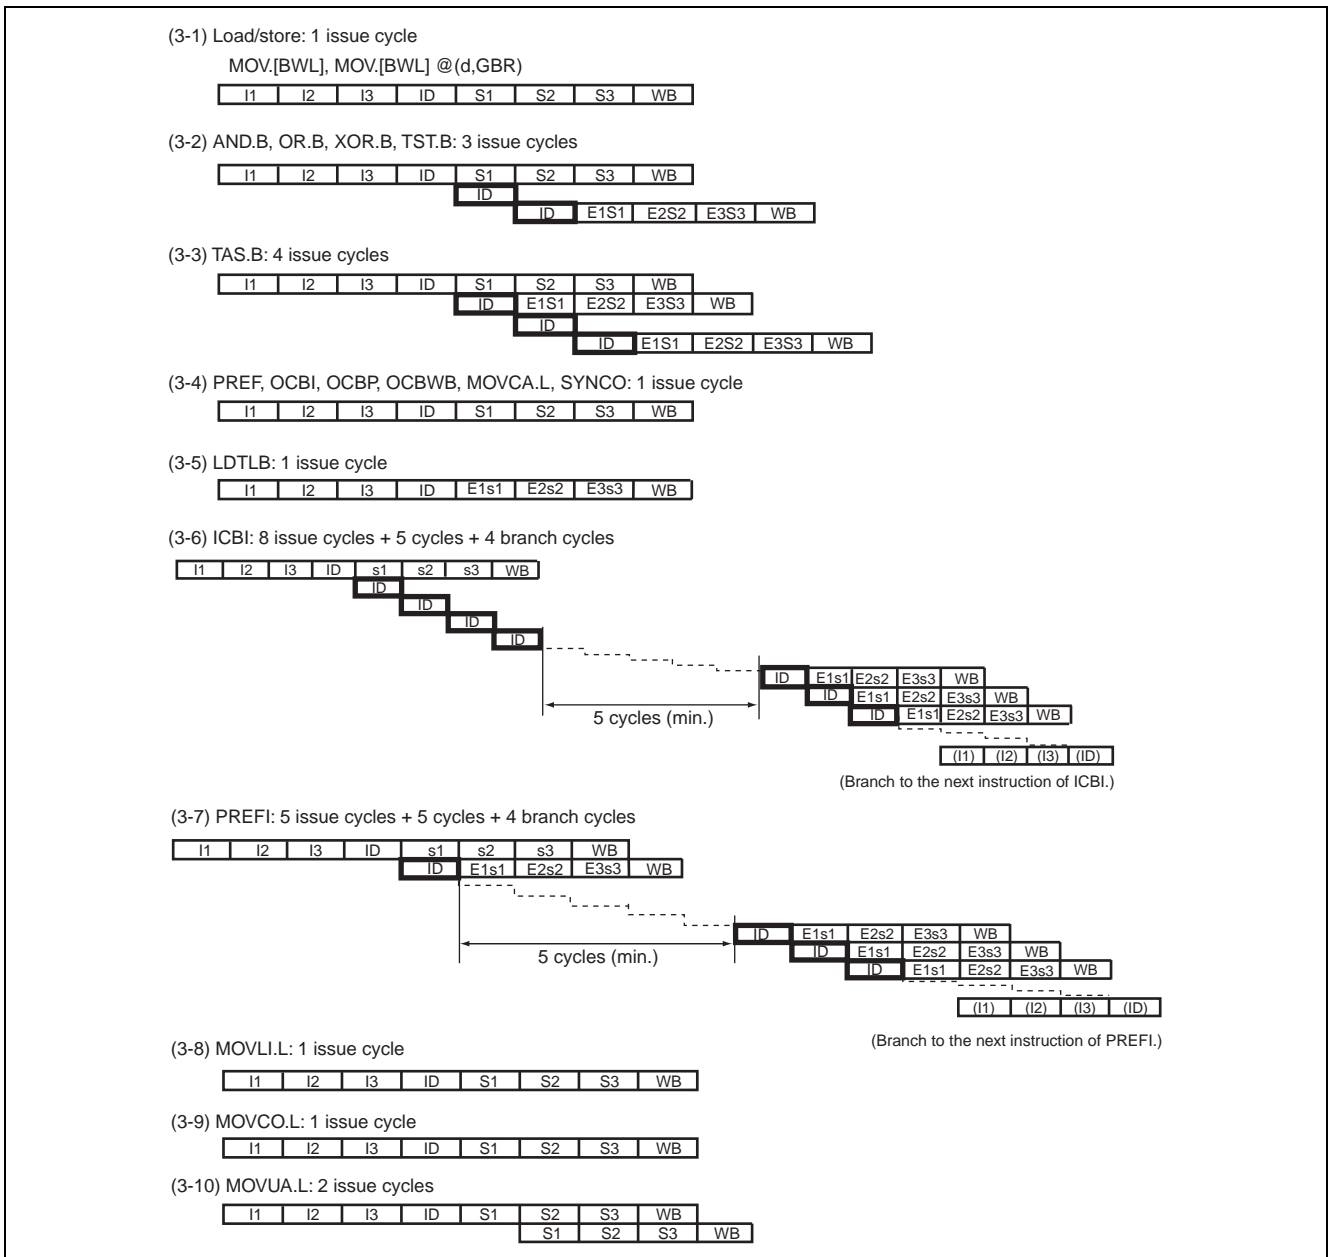 (3-1) Load/store: 1 issue cycle
MOV.[BWL], MOV.[BWL] @(d,GBR)
I1 I2 I3 ID S1 S2 S3 WB
(3-2) AND.B, OR.B, XOR.B, TST.B: 3 issue cycles
I1 I2 I3 ID S1 S2 S3 WB
ID
ID E1S1 E2S2 E3S3 WB
(3-3) TAS.B: 4 issue cycles
I1 I2 I3 ID S1 S2 S3 WB
ID E1S1 E2S2 E3S3 WB
ID
ID E1S1 E2S2 E3S3 WB
(3-4) PREF, OCBI, OCBP, OCBWB, MOVCA.L, SYNCO: 1 issue cycle
I1 I2 I3 ID S1 S2 S3 WB
(3-5) LDTLB: 1 issue cycle
I1 I2 I3 ID E1s1 E2s2 E3s3 WB
(3-6) ICBI: 8 issue cycles + 5 cycles + 4 branch cycles
I1 I2 I3 ID s1 s2 s3 WB
ID
ID
ID
ID
ID E1s1 E2s2 E3s3 WB
ID E1s1 E2s2 E3s3 WB
5 cycles (min.) ID E1s1 E2s2 E3s3 WB
(I1) (I2) (I3) (ID)
(Branch to the next instruction of ICBI.)
(3-7) PREFI: 5 issue cycles + 5 cycles + 4 branch cycles
I1 I2 I3 ID s1 s2 s3 WB
ID E1s1 E2s2 E3s3 WB
ID E1s1 E2s2 E3s3 WB
5 cycles (min.) ID E1s1 E2s2 E3s3 WB
ID E1s1 E2s2 E3s3 WB
(I1) (I2) (I3) (ID)
(Branch to the next instruction of PREFI.)
(3-8) MOVLI.L: 1 issue cycle
I1 I2 I3 ID S1 S2 S3 WB
(3-9) MOVCO.L: 1 issue cycle
I1 I2 I3 ID S1 S2 S3 WB
(3-10) MOVUA.L: 2 issue cycles
I1 I2 I3 ID S1 S2 S3 WB
S1 S2 S3 WB